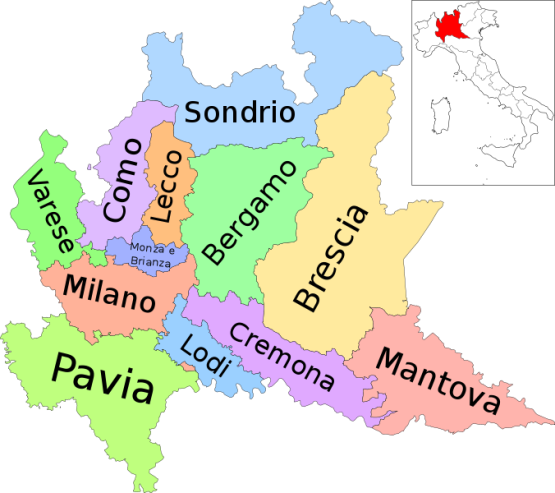 Sondrio
Como
Lecco
Varese
Bergamo
Brescia
Monza e
Brianza
Milano
Cremona
Lodi
Pavia
Mantova